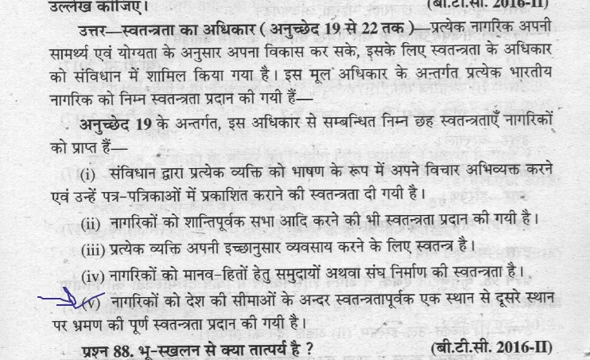 उल्लेख कीजिए। (बी.टी.सी. 2016-II)
उत्तर—स्वतन्त्रता का अधिकार ( अनुच्छेद 19 से 22 तक )—प्रत्येक नागरिक अपनी
सामर्थ्य एवं योग्यता के अनुसार अपना विकास कर सके, इसके लिए स्वतन्त्रता के अधिकार
को संविधान में शामिल किया गया है। इस मूल अधिकार के अन्तर्गत प्रत्येक भारतीय
नागरिक को निम्न स्वतन्त्रता प्रदान की गयी हैं—
अनुच्छेद 19 के अन्तर्गत, इस अधिकार से सम्बन्धित निम्न छह स्वतन्त्रताएँ नागरिकों
को प्राप्त हैं—
(i) संविधान द्वारा प्रत्येक व्यक्ति को भाषण के रूप में अपने विचार अभिव्यक्त करने
एवं उन्हें पत्र-पत्रिकाओं में प्रकाशित कराने की स्वतन्त्रता दी गयी है।
(ii) नागरिकों को शान्तिपूर्वक सभा आदि करने की भी स्वतन्त्रता प्रदान की गयी है।
(iii) प्रत्येक व्यक्ति अपनी इच्छानुसार व्यवसाय करने के लिए स्वतन्त्र है।
(iv) नागरिकों को मानव-हितों हेतु समुदायों अथवा संघ निर्माण की स्वतन्त्रता है।
(v) नागरिकों को देश की सीमाओं के अन्दर स्वतन्त्रतापूर्वक एक स्थान से दूसरे स्थान
पर भ्रमण की पूर्ण स्वतन्त्रता प्रदान की गयी है।
प्रश्न 88. भू-स्खलन से क्या तात्पर्य है ? (बी.टी.सी. 2016-II)